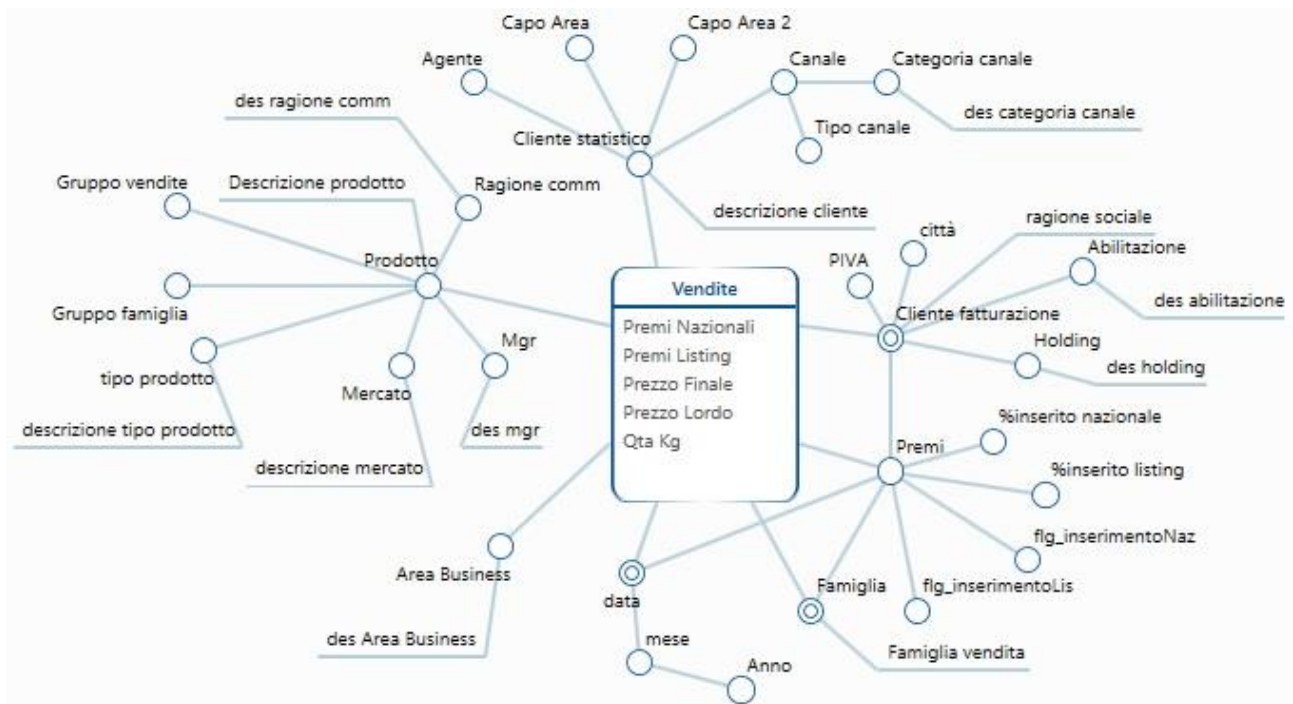 Capo Area
Capo Area 2
Agente
Canale
Categoria canale
des ragione comm
des categoria canale
Tipo canale
Cliente statistico
Gruppo vendite
Descrizione prodotto
Ragione comm
descrizione cliente
ragione sociale
città
Abilitazione
PIVA
Prodotto
Vendite
des abilitazione
Gruppo famiglia
Cliente fatturazione
Premi Nazionali
Premi Listing
Prezzo Finale
Prezzo Lordo
Qta Kg
Mgr
Holding
des holding
tipo prodotto
Mercato
%inserito nazionale
descrizione tipo prodotto
des mgr
Premi
descrizione mercato
%inserito listing
flg_inserimentoNaz
Area Business
Famiglia
flg_inserimentoLis
data
des Area Business
mese
Famiglia vendita
Anno